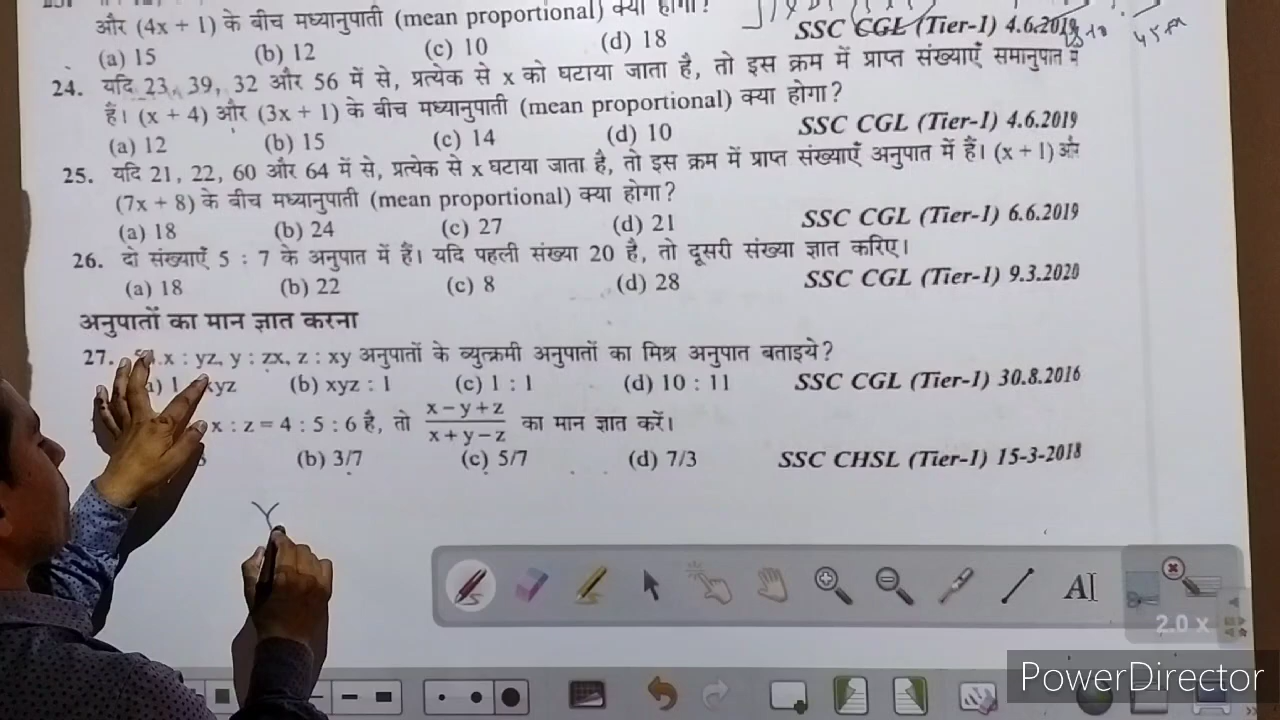 और (4x + 1) के बीच मध्यानुपाती (mean proportional) क्या होगा?
(a) 15 (b) 12 (c) 10 (d) 18 SSC CGL (Tier-1) 4.6.2019
24. यदि 23, 39, 32 और 56 में से, प्रत्येक से x को घटाया जाता है, तो इस क्रम में प्राप्त संख्याएँ समानुपात में
हैं। (x + 4) और (3x + 1) के बीच मध्यानुपाती (mean proportional) क्या होगा?
(a) 12 (b) 15 (c) 14 (d) 10 SSC CGL (Tier-1) 4.6.2019
25. यदि 21, 22, 60 और 64 में से, प्रत्येक से x घटाया जाता है, तो इस क्रम में प्राप्त संख्याएँ अनुपात में हैं। (x + 1) और
(7x + 8) के बीच मध्यानुपाती (mean proportional) क्या होगा?
(a) 18 (b) 24 (c) 27 (d) 21 SSC CGL (Tier-1) 6.6.2019
26. दो संख्याएँ 5 : 7 के अनुपात में हैं। यदि पहली संख्या 20 है, तो दूसरी संख्या ज्ञात करिए।
(a) 18 (b) 22 (c) 8 (d) 28 SSC CGL (Tier-1) 9.3.2020
अनुपातों का मान ज्ञात करना
27. x : yz, y : zx, z : xy अनुपातों के व्युत्क्रमी अनुपातों का मिश्र अनुपात बताइये?
xyz (b) xyz : 1 (c) 1 : 1 (d) 10 : 11 SSC CGL (Tier-1) 30.8.2016
x : z = 4 : 5 : 6 है, तो x – y + z / x + y – z का मान ज्ञात करें।
(b) 3/7 (c) 5/7 (d) 7/3 SSC CHSL (Tier-1) 15-3-2018
Y
A
2.0 x
PowerDirector